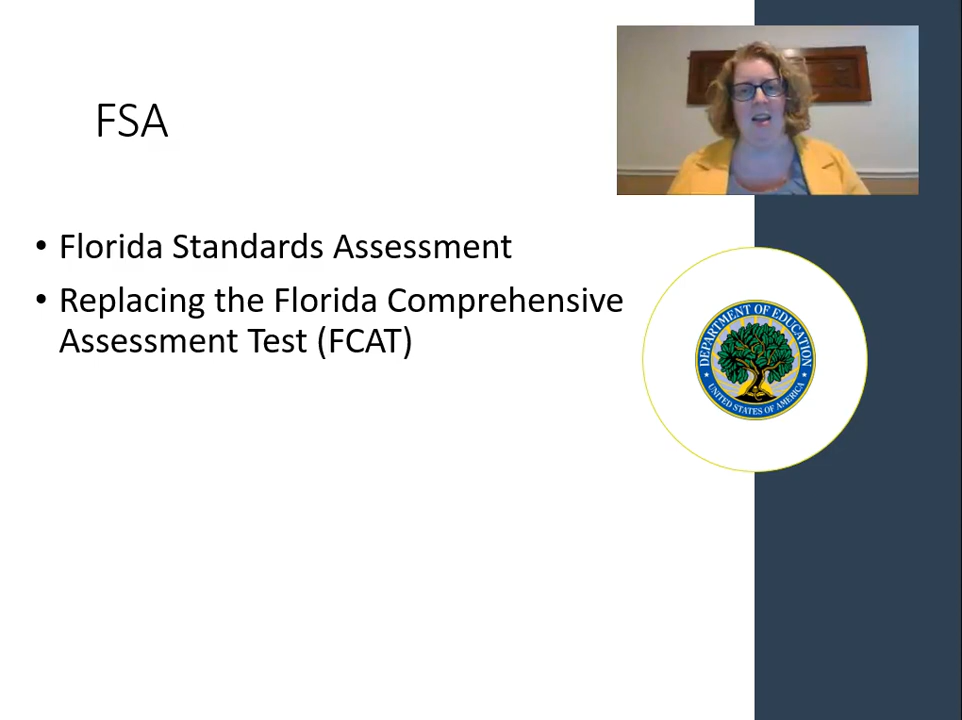 FSA
• Florida Standards Assessment
• Replacing the Florida Comprehensive
Assessment Test (FCAT)
DEPARTMENT OF EDUCATION
UNITED STATES OF AMERICA